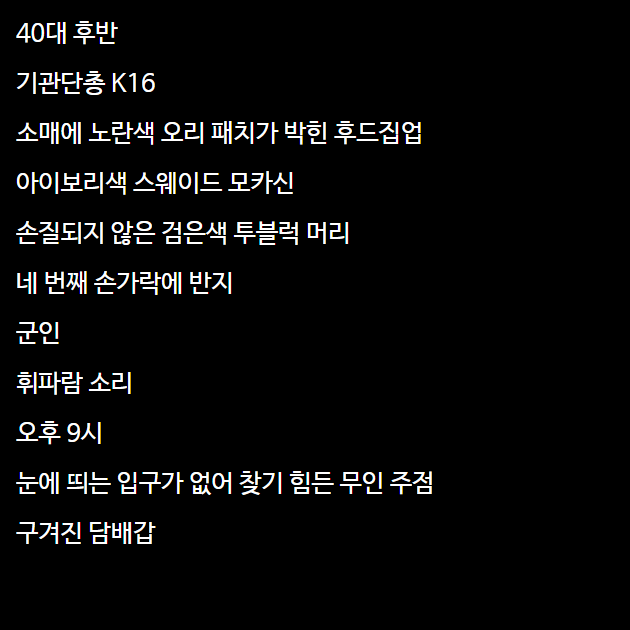 40대 후반
기관단총 K16
소매에 노란색 오리 패치가 박힌 후드집업
아이보리색 스웨이드 모카신
손질되지 않은 검은색 투블럭 머리
네 번째 손가락에 반지
군인
휘파람 소리
오후 9시
눈에 띄는 입구가 없어 찾기 힘든 무인 주점
구겨진 담배갑